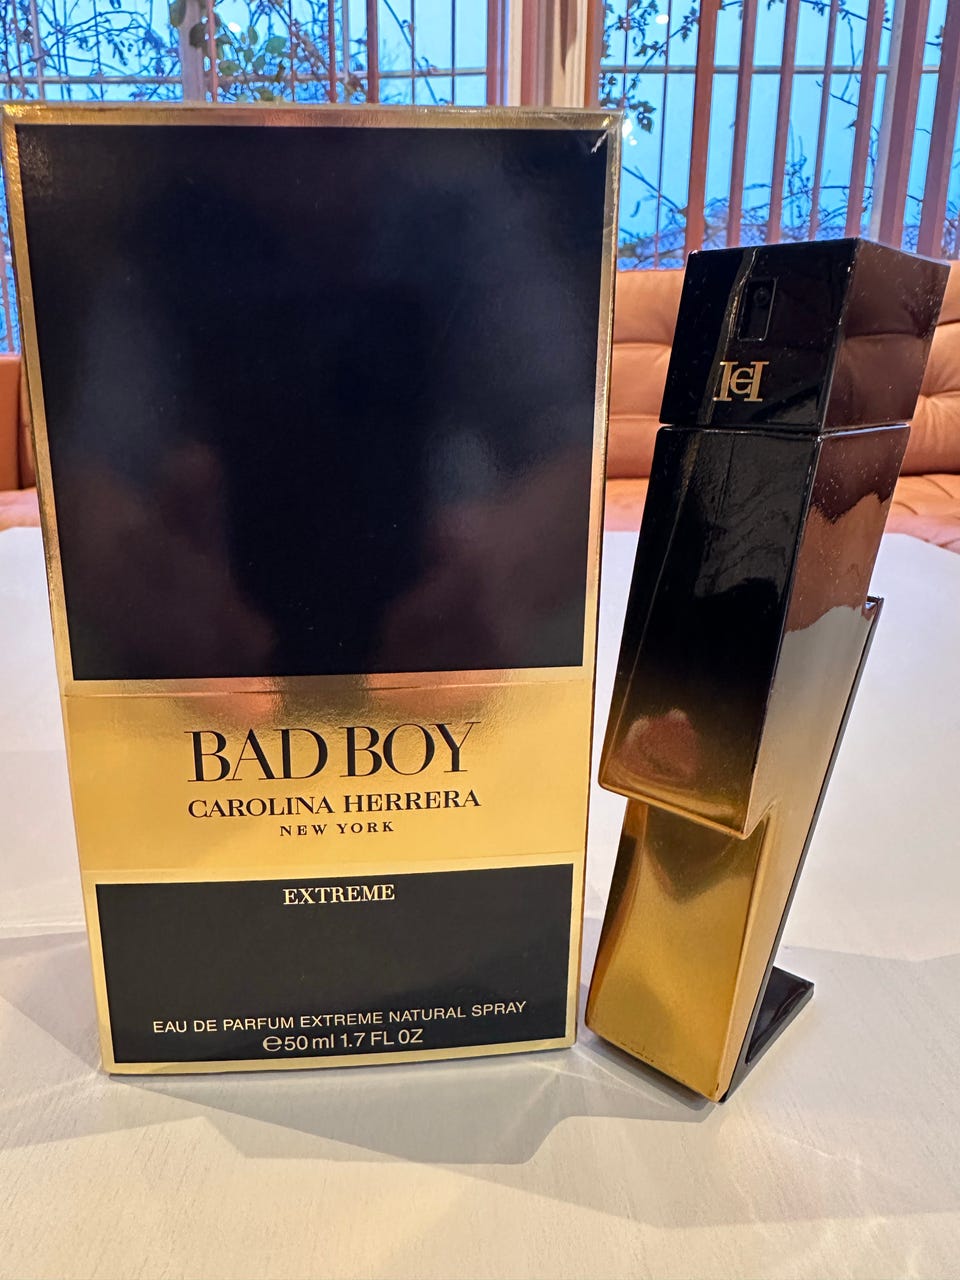 BAD BOY
CAROLINA HERRERA
NEW YORK
EXTREME
EAU DE PARFUM EXTREME NATURAL SPRAY
℮50 ml 1.7 FL OZ
CH